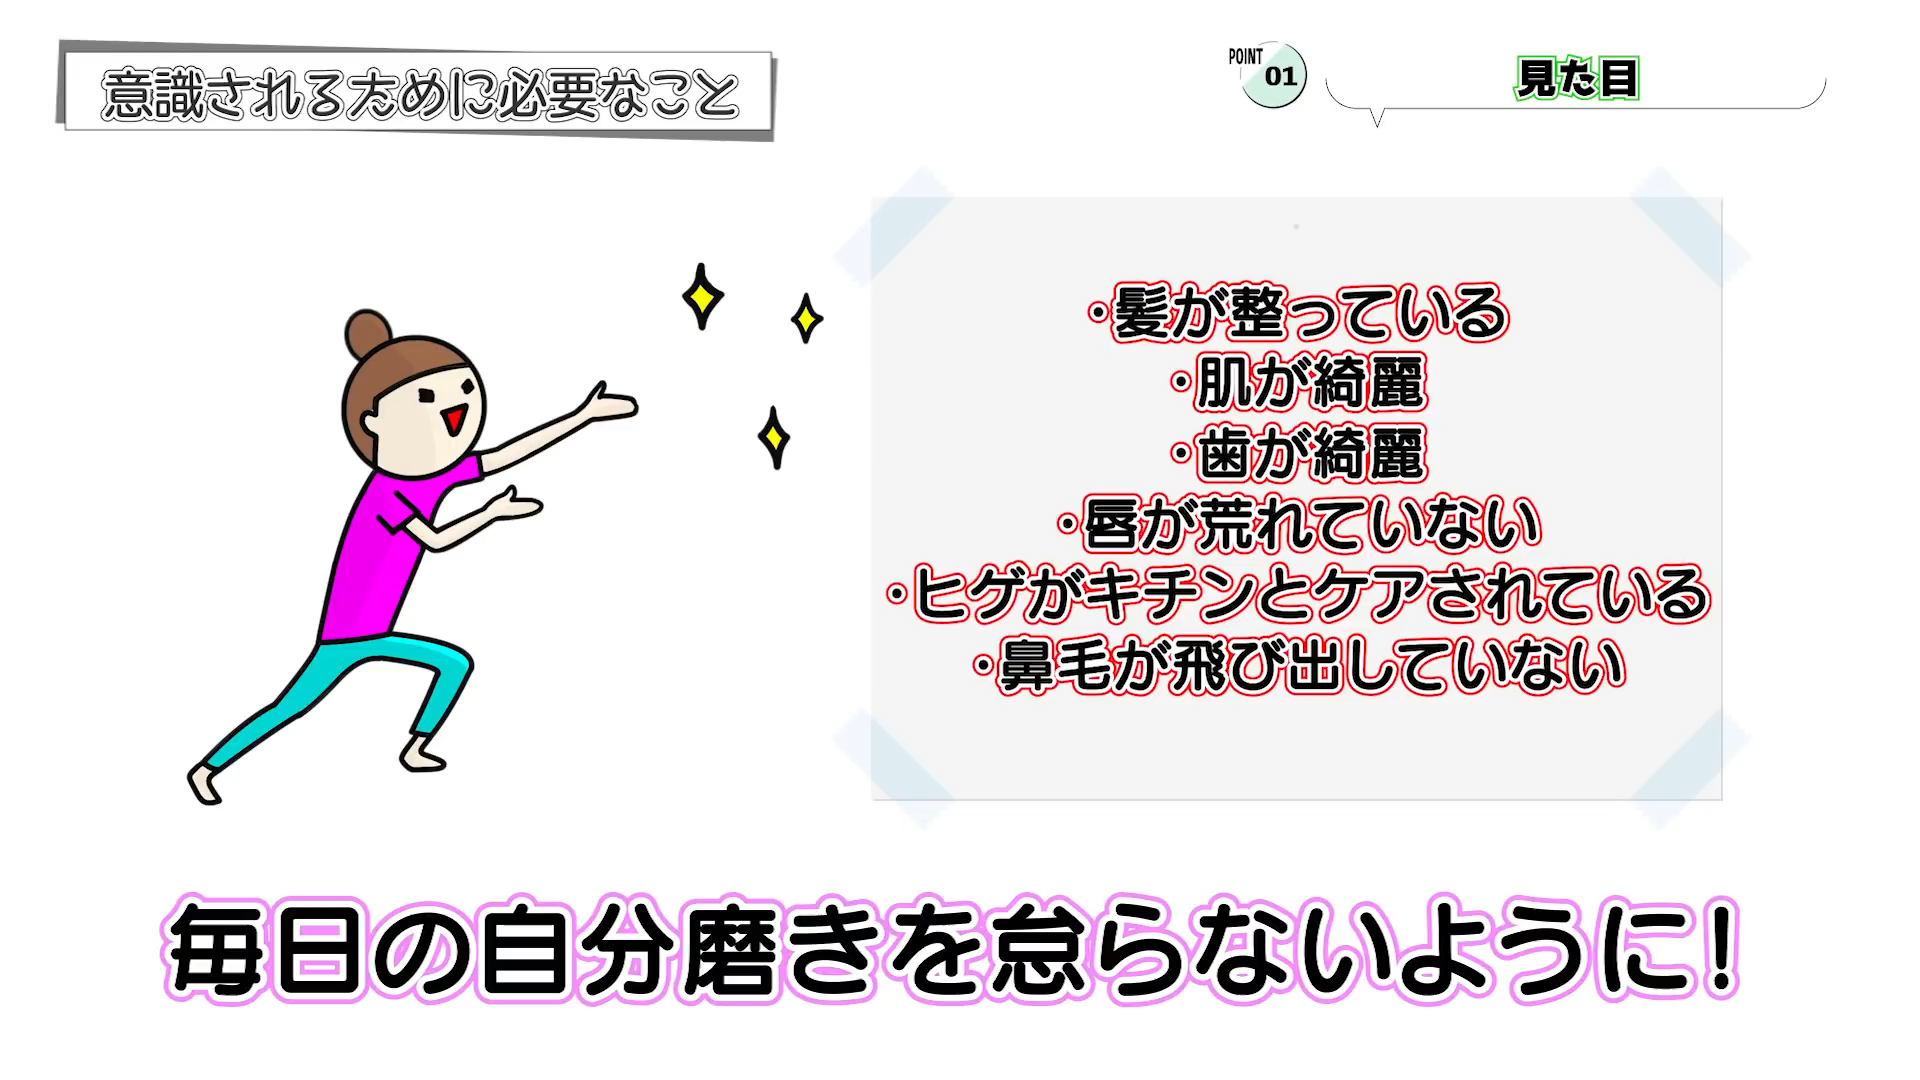 意識されるために必要なこと
POINT
01
見た目
・髪が整っている
・肌が綺麗
・歯が綺麗
・唇が荒れていない
・ヒゲがキチンとケアされている
・鼻毛が飛び出していない
毎日の自分磨きを怠らないように!